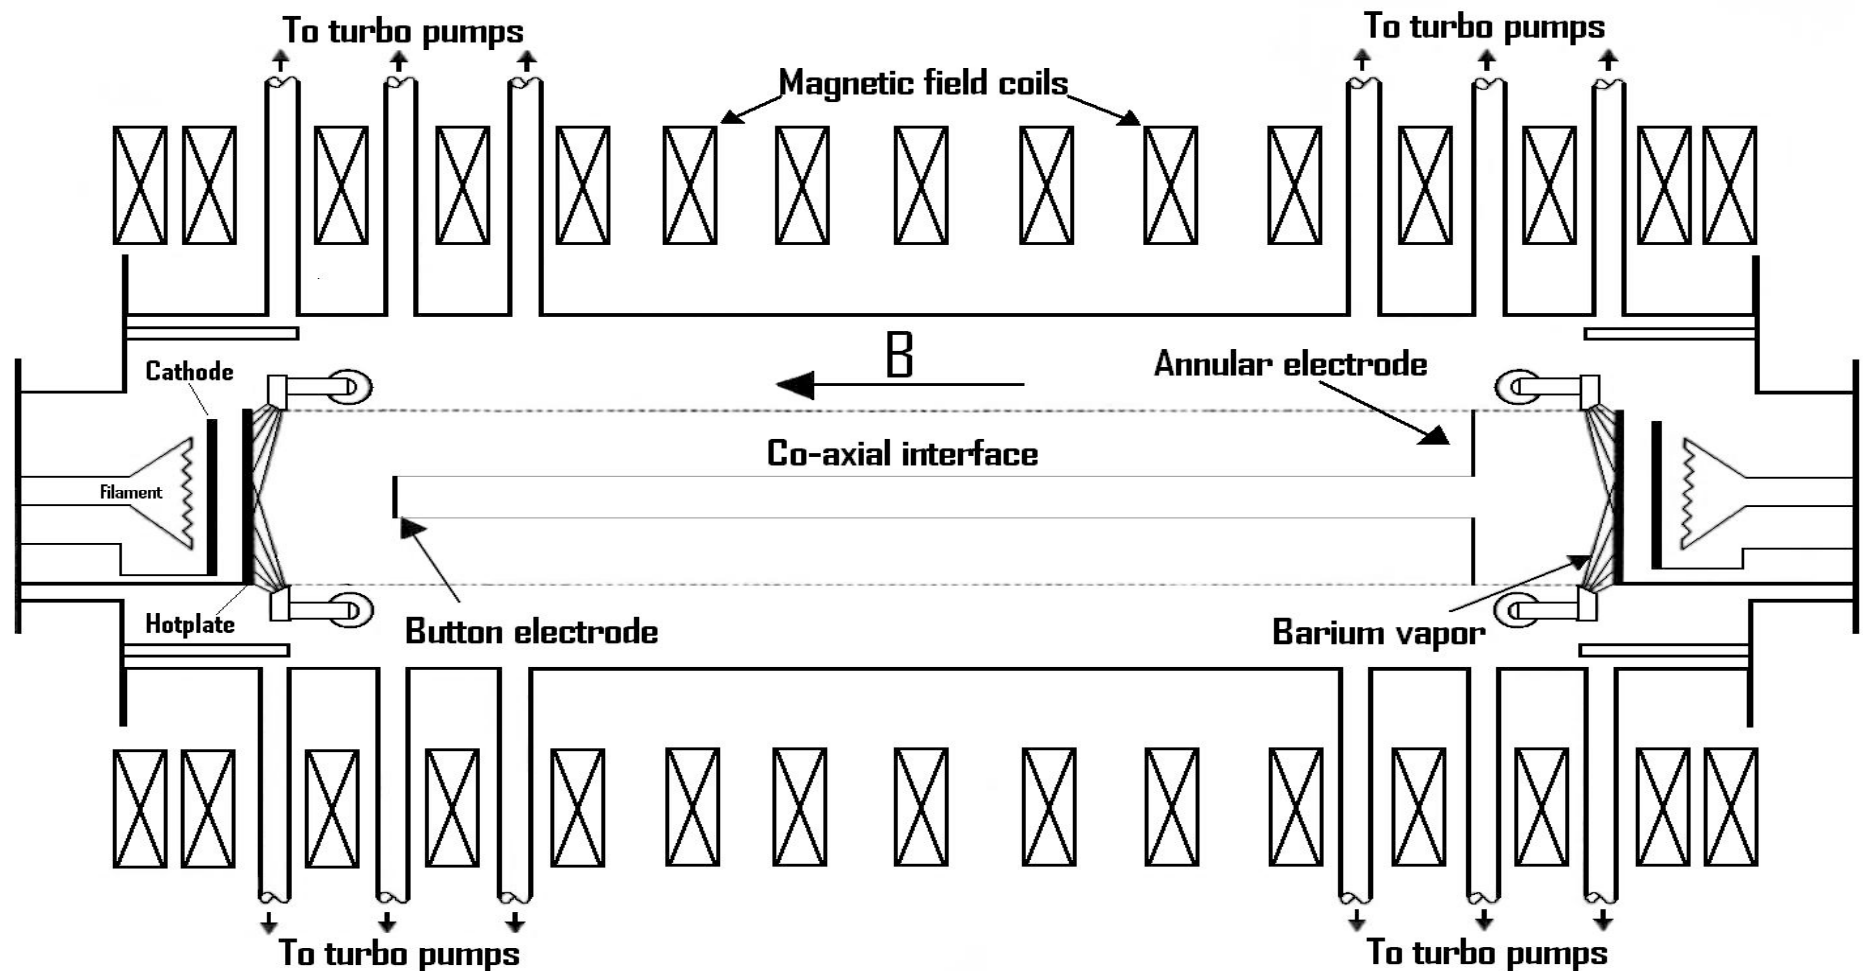 To turbo pumps
To turbo pumps
Magnetic field coils
B
Cathode
Annular electrode
Co-axial interface
Filament
Hotplate
Button electrode
Barium vapor
To turbo pumps
To turbo pumps